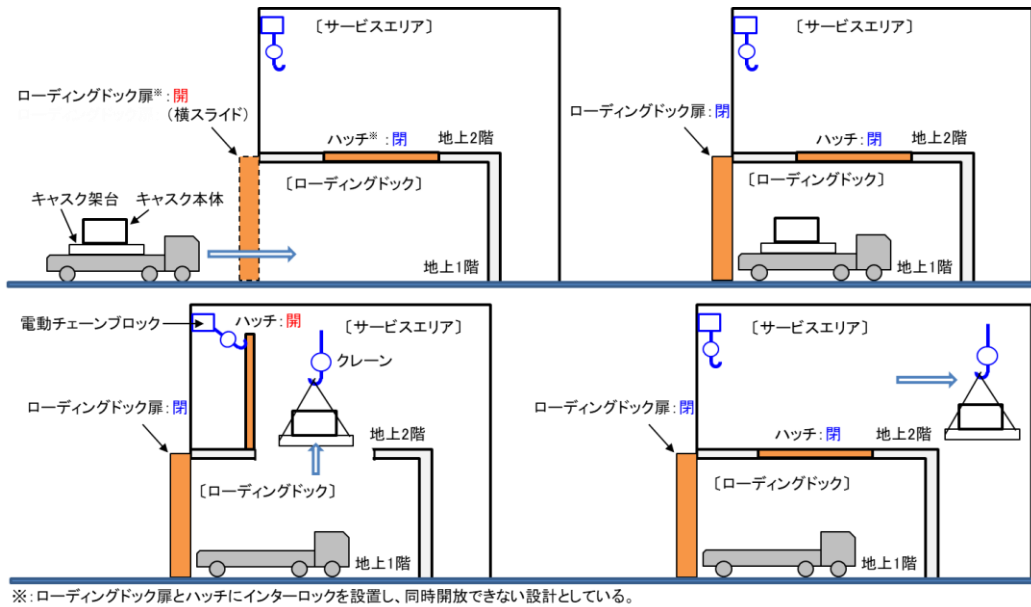 〔サービスエリア〕
ローディングドック扉※：開
（横スライド）
ハッチ※：閉
地上2階
〔ローディングドック〕
キャスク架台
キャスク本体
地上1階
〔サービスエリア〕
ローディングドック扉：閉
ハッチ：閉
地上2階
〔ローディングドック〕
地上1階
電動チェーンブロック
ハッチ：開
〔サービスエリア〕
クレーン
ローディングドック扉：閉
地上2階
〔ローディングドック〕
地上1階
〔サービスエリア〕
ローディングドック扉：閉
ハッチ：閉
地上2階
〔ローディングドック〕
地上1階
※：ローディングドック扉とハッチにインターロックを設置し、同時開放できない設計としている。